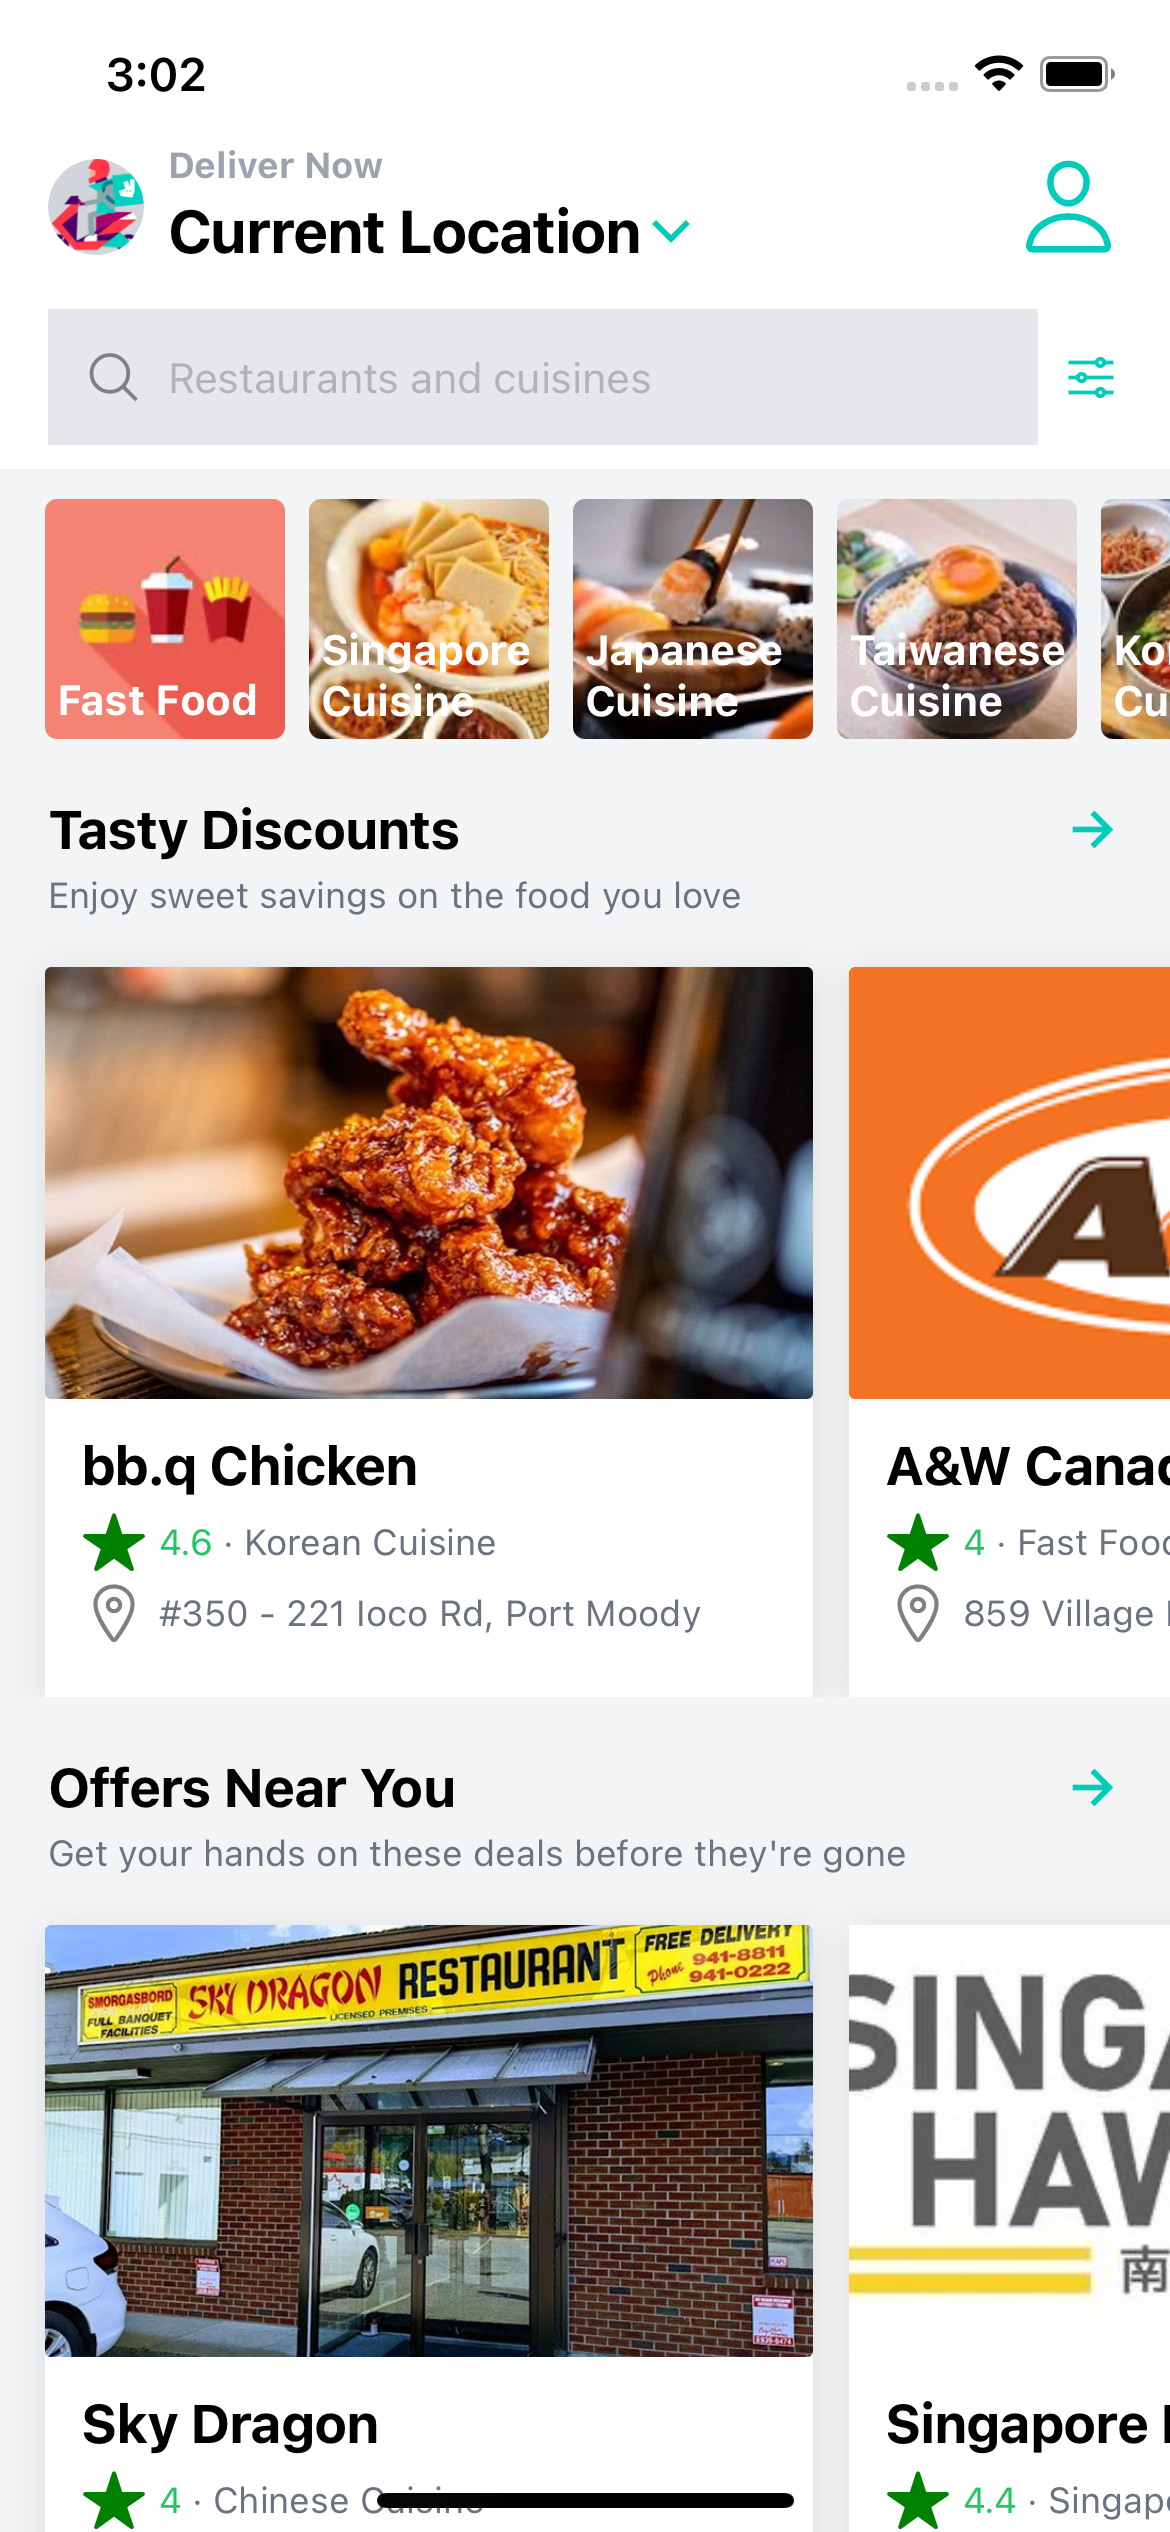 3:02
Deliver Now
Current Location
Restaurants and cuisines
Fast Food
Singapore
Cuisine
Japanese
Cuisine
Taiwanese
Cuisine
Ko
Cu
Tasty Discounts
Enjoy sweet savings on the food you love
A
bb.q Chicken
4.6 · Korean Cuisine
#350 - 221 Ioco Rd, Port Moody
A&W Canad
4 · Fast Food
859 Village
Offers Near You
Get your hands on these deals before they're gone
SMORGASBORD
FULL BANQUET
FACILITIES
SKY DRAGON RESTAURANT
LICENSED PREMISES
FREE DELIVERY
Phone 941-8811
941-0222
SINGA
HAW
南
Sky Dragon
4 · Chinese Cuisine
Singapore
4.4 · Singap